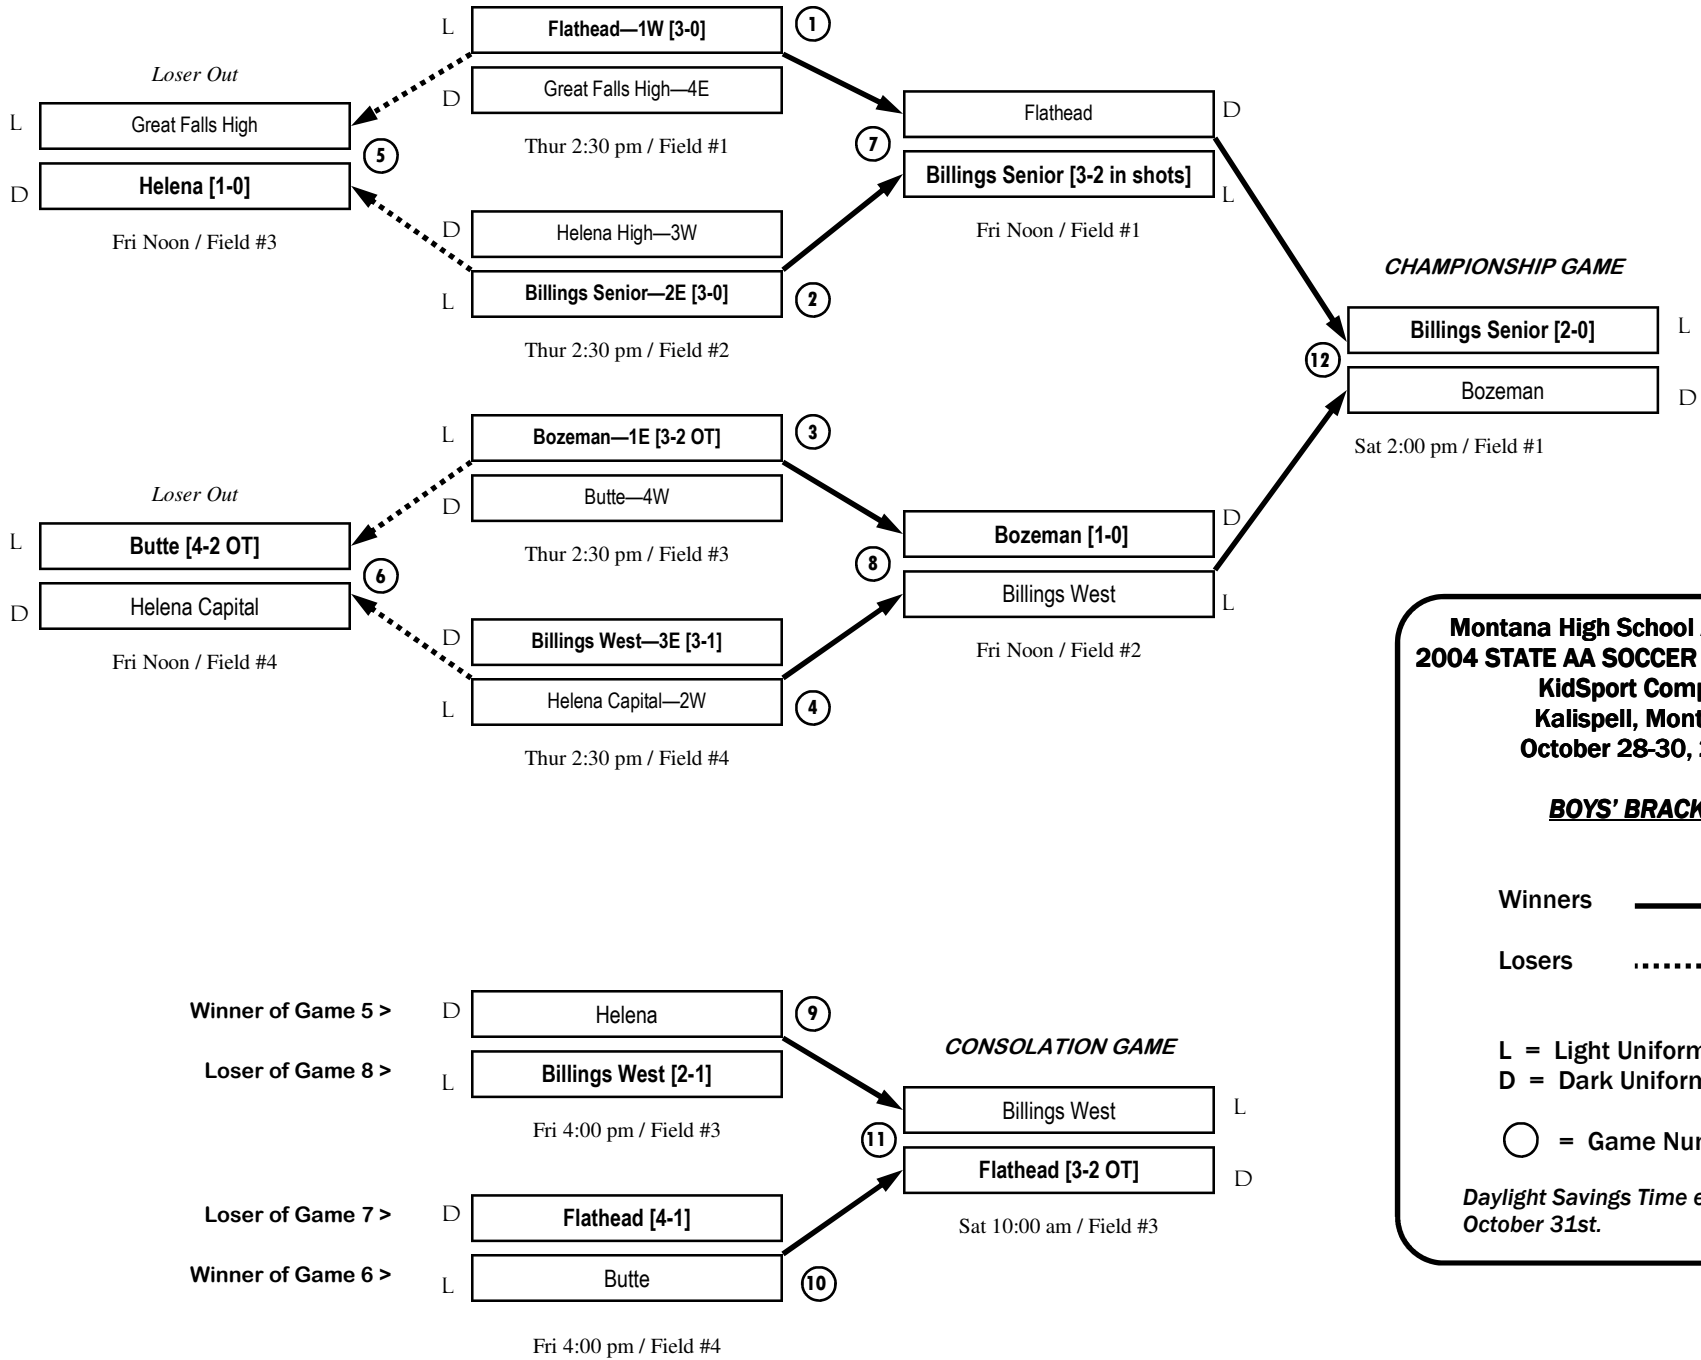 L
Flathead—1W [3-0]
1
D
Great Falls High—4E
Thur 2:30 pm / Field #1
Loser Out
L
Great Falls High
5
D
Helena [1-0]
Fri Noon / Field #3
D
Helena High—3W
L
Billings Senior—2E [3-0]
2
Thur 2:30 pm / Field #2
Flathead
D
7
Billings Senior [3-2 in shots]
L
Fri Noon / Field #1
CHAMPIONSHIP GAME
Billings Senior [2-0]
L
12
Bozeman
D
Sat 2:00 pm / Field #1
L
Bozeman—1E [3-2 OT]
3
D
Butte—4W
Thur 2:30 pm / Field #3
Loser Out
L
Butte [4-2 OT]
6
D
Helena Capital
Fri Noon / Field #4
D
Billings West—3E [3-1]
L
Helena Capital—2W
4
Thur 2:30 pm / Field #4
Bozeman [1-0]
D
8
Billings West
L
Fri Noon / Field #2
Montana High School
2004 STATE AA SOCCER
KidSport Comp
Kalispell, Mont
October 28-30,
BOYS' BRACK
Winners
Losers
L = Light Uniform
D = Dark Uniform
= Game Nu
Daylight Savings Time e
October 31st.
Winner of Game 5 >
D
Helena
9
Loser of Game 8 >
L
Billings West [2-1]
Fri 4:00 pm / Field #3
Loser of Game 7 >
D
Flathead [4-1]
Winner of Game 6 >
L
Butte
10
Fri 4:00 pm / Field #4
CONSOLATION GAME
Billings West
L
11
Flathead [3-2 OT]
D
Sat 10:00 am / Field #3